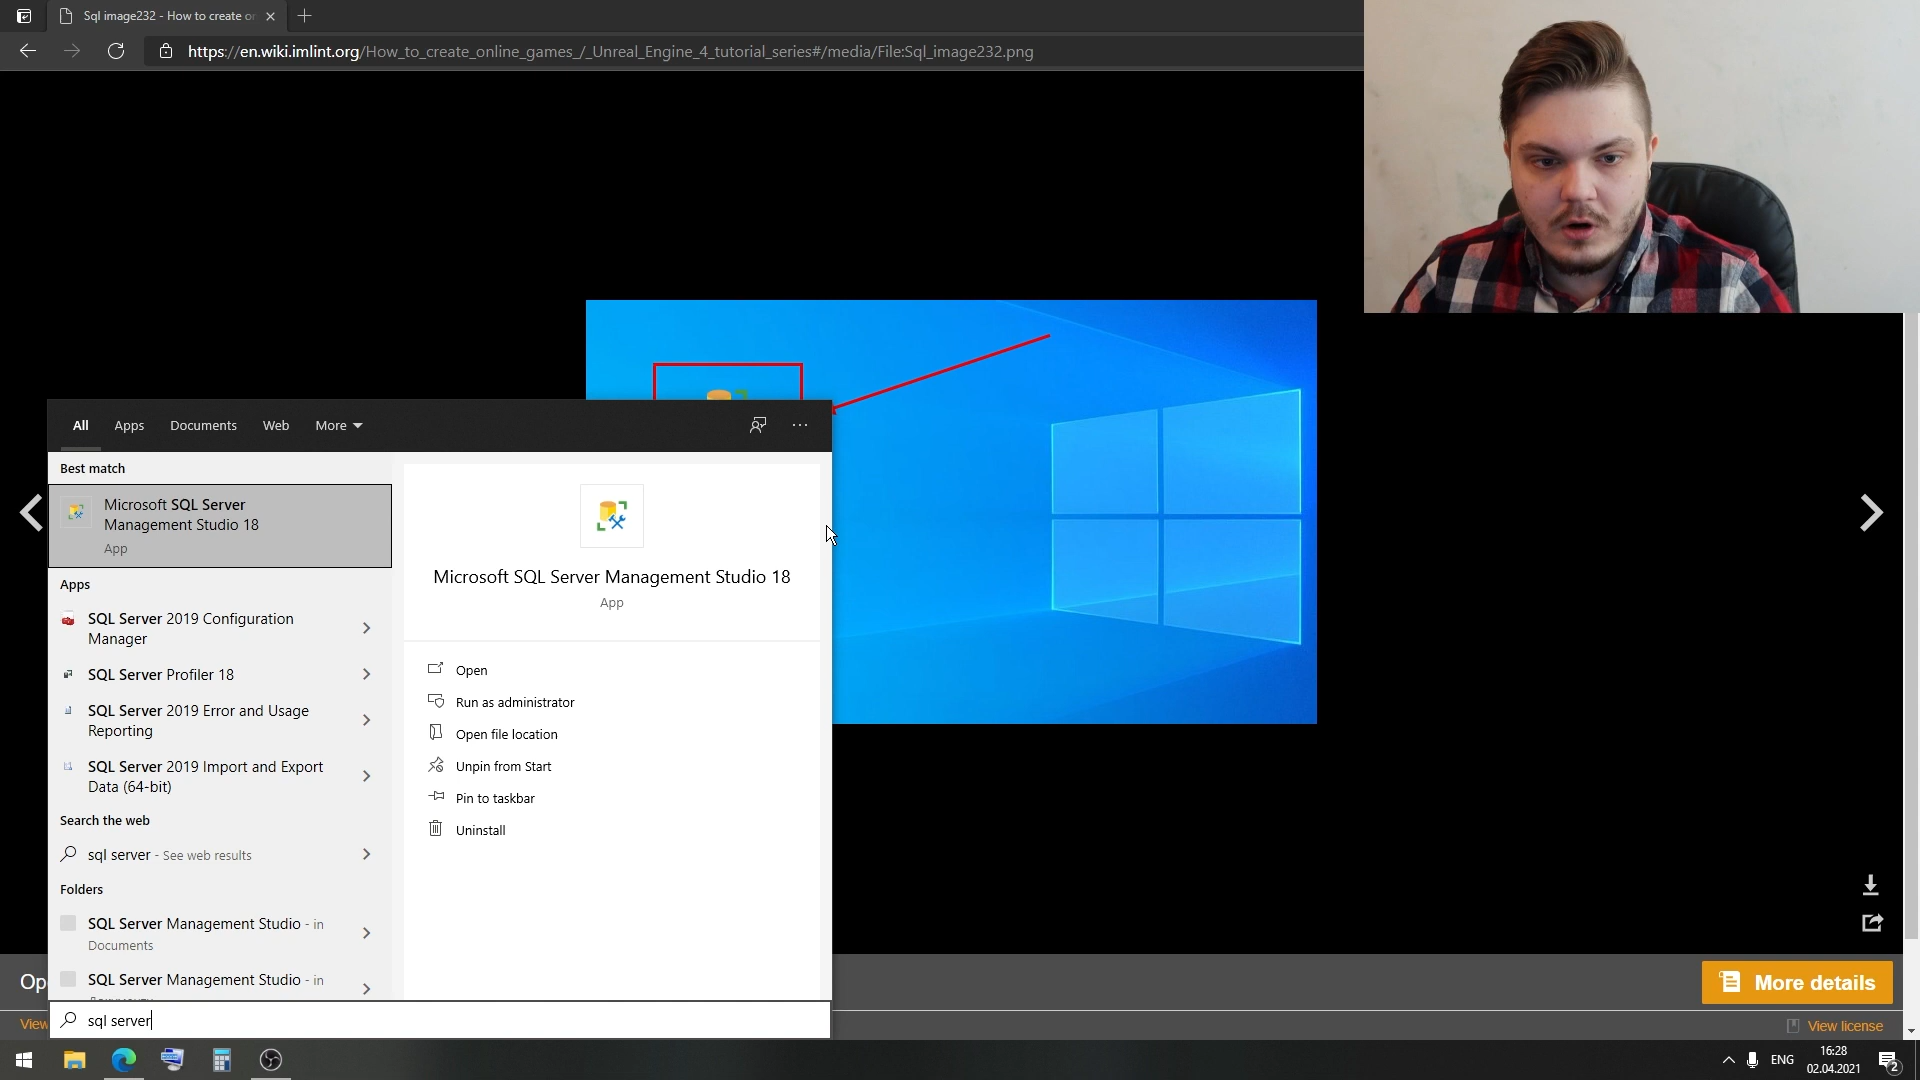 Sql image232 - How to create or
https://en.wiki.imlint.org/How_to_create_online_games_/_Unreal_Engine_4_tutorial_series#/media/File:Sql_image232.png
All Apps Documents Web More
Best match
Microsoft SQL Server
Management Studio 18
App
Apps
SQL Server 2019 Configuration
Manager
SQL Server Profiler 18
SQL Server 2019 Error and Usage
Reporting
SQL Server 2019 Import and Export
Data (64-bit)
Search the web
sql server - See web results
Folders
SQL Server Management Studio - in
Documents
SQL Server Management Studio - in
Microsoft SQL Server Management Studio 18
App
Open
Run as administrator
Open file location
Unpin from Start
Pin to taskbar
Uninstall
Op
More details
View
View license
sql server
ENG
16:28
02.04.2021
2